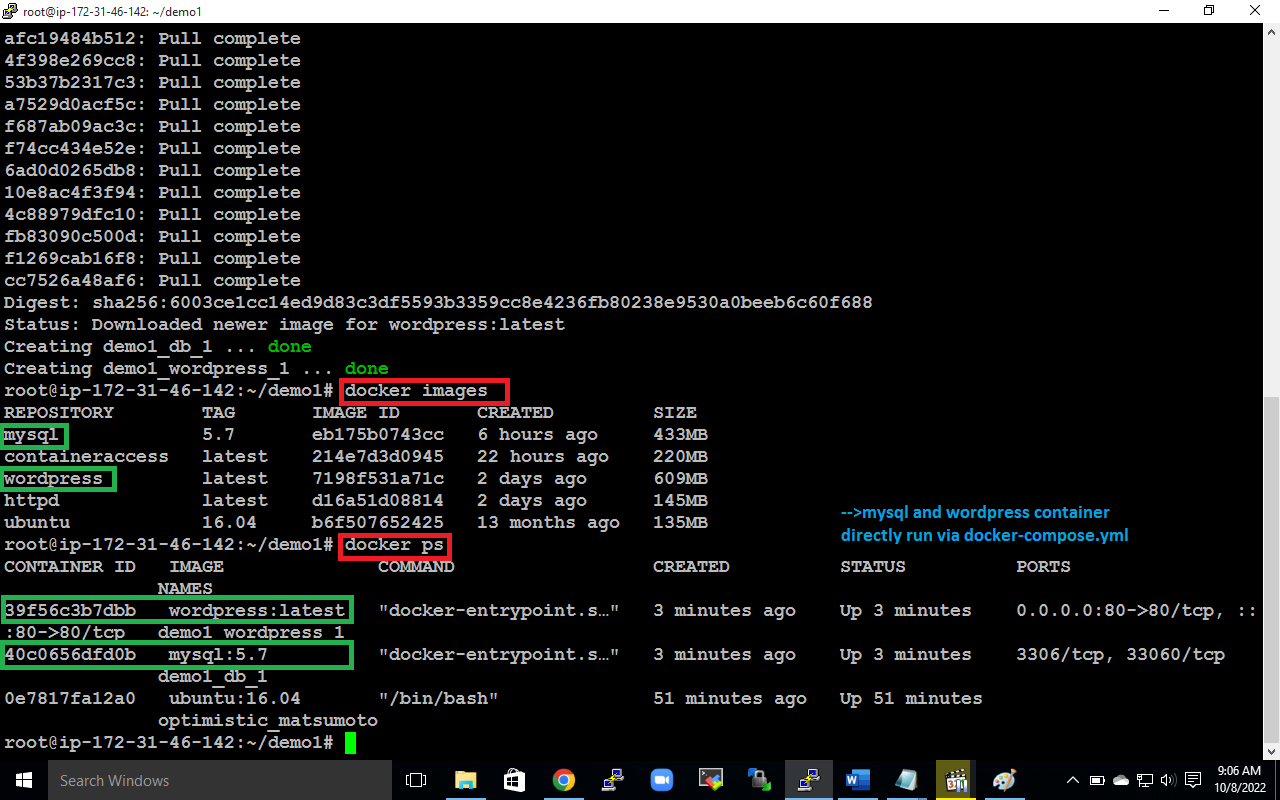 root@ip-172-31-46-142: ~/demo1
afc19484b512: Pull complete
4f398e269cc8: Pull complete
53b37b2317c3: Pull complete
a7529d0acf5c: Pull complete
f687ab09ac3c: Pull complete
f74cc434e52e: Pull complete
6ad0d0265db8: Pull complete
10e8ac4f3f94: Pull complete
4c88979dfc10: Pull complete
fb83090c500d: Pull complete
f1269cab16f8: Pull complete
cc7526a48af6: Pull complete
Digest: sha256:6003ce1cc14ed9d83c3df5593b3359cc8e4236fb80238e9530a0beeb6c60f688
Status: Downloaded newer image for wordpress:latest
Creating demo1_db_1 ... done
Creating demo1_wordpress_1 ... done
root@ip-172-31-46-142:~/demo1# docker images
REPOSITORY TAG IMAGE ID CREATED SIZE
mysql 5.7 eb175b0743cc 6 hours ago 433MB
containeraccess latest 214e7d3d0945 22 hours ago 220MB
wordpress latest 7198f531a71c 2 days ago 609MB
httpd latest d16a51d08814 2 days ago 145MB
ubuntu 16.04 b6f507652425 13 months ago 135MB
-->mysql and wordpress container
directly run via docker-compose.yml
root@ip-172-31-46-142:~/demo1# docker ps
CONTAINER ID IMAGE COMMAND CREATED STATUS PORTS
NAMES
39f56c3b7dbb wordpress:latest "docker-entrypoint.s…" 3 minutes ago Up 3 minutes 0.0.0.0:80->80/tcp, ::
:80->80/tcp demo1_wordpress_1
40c0656dfd0b mysql:5.7 "docker-entrypoint.s…" 3 minutes ago Up 3 minutes 3306/tcp, 33060/tcp
demo1_db_1
0e7817fa12a0 ubuntu:16.04 "/bin/bash" 51 minutes ago Up 51 minutes
optimistic_matsumoto
root@ip-172-31-46-142:~/demo1#
Search Windows
9:06 AM
10/8/2022